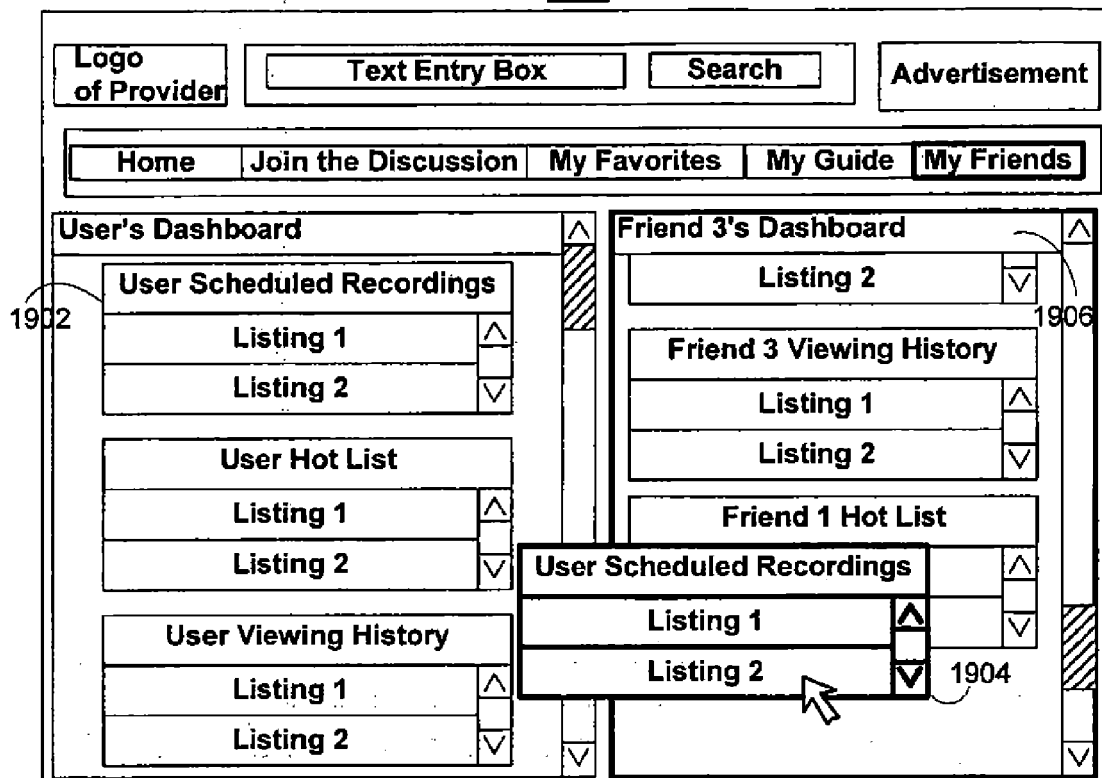 Logo
of Provider
Text Entry Box
Search
Advertisement
Home
Join the Discussion
My Favorites
My Guide
My Friends
User's Dashboard
User Scheduled Recordings
1902
Listing 1
Listing 2
User Hot List
Listing 1
Listing 2
User Viewing History
Listing 1
Listing 2
Friend 3's Dashboard
Listing 2
1906
Friend 3 Viewing History
Listing 1
Listing 2
Friend 1 Hot List
User Scheduled Recordings
Listing 1
Listing 2
1904